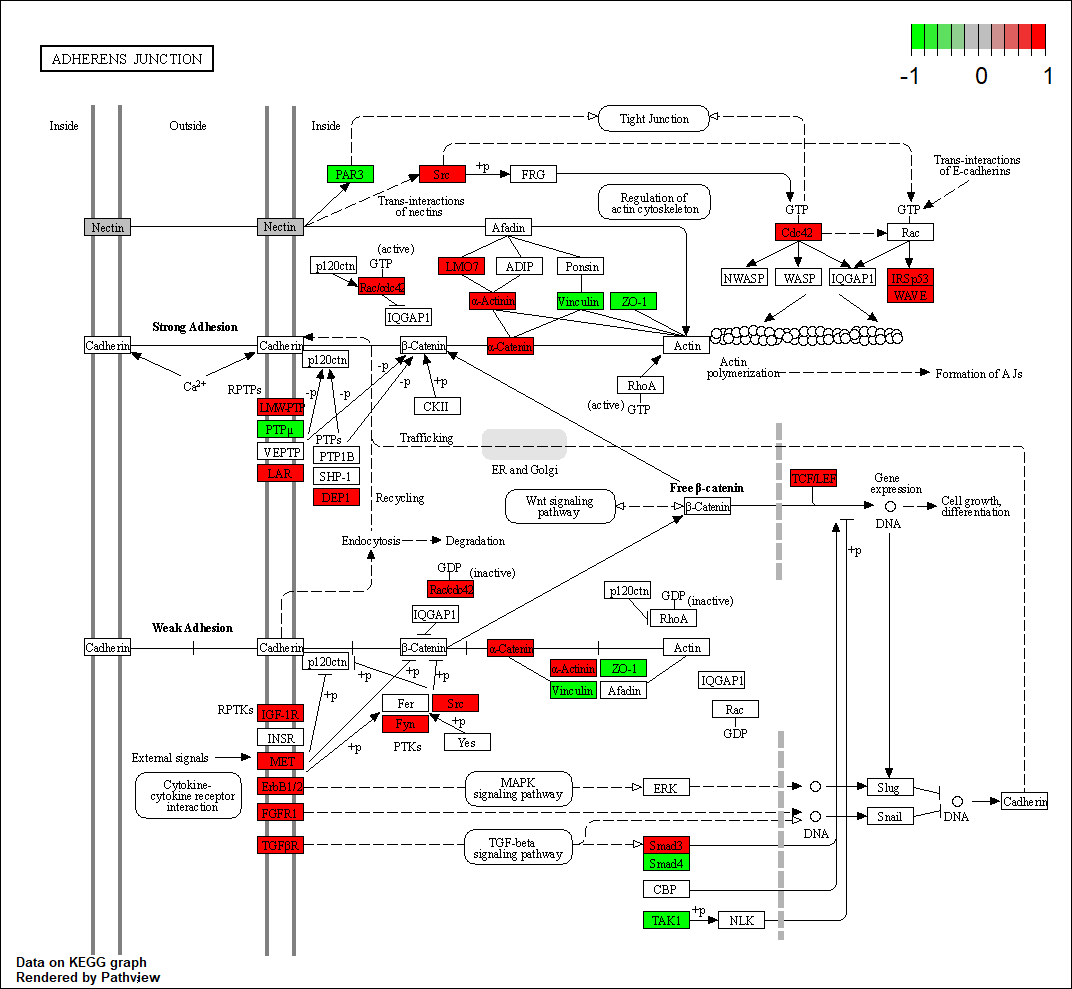 ADHERENS JUNCTION
-1 0 1
Inside
Outside
Inside
Tight Junction
PAR3
Src
+p
FRG
Trans-interactions
of E-cadherins
Trans-interactions
of nectins
Regulation of
actin cytoskeleton
GTP
GTP
Nectin
Nectin
Afadin
Cdc42
Rac
(active)
GTP
p120ctn
Rac/cdc42
IQGAP1
LMO7
ADIP
Ponsin
NWASP
WASP
IQGAP1
IRSp53
WAVE
α-Actinin
Vinculin
ZO-1
Strong Adhesion
Cadherin
Cadherin
p120ctn
β-Catenin
α-Catenin
Actin
Actin
polymerization
Formation of AJs
Ca2+
RPTPs
-p
-p
-p
+p
CKII
RhoA
(active)
GTP
LMWPTP
PTPμ
VEPTP
LAR
PTPs
PTP1B
SHP-1
DEP1
Trafficking
ER and Golgi
Recycling
Wnt signaling
pathway
Free β-catenin
β-Catenin
TCF/LEF
Gene
expression
DNA
Cell growth,
differentiation
+p
Endocytosis
Degradation
GDP
(inactive)
Rac/cdc42
IQGAP1
p120ctn
GDP
(inactive)
RhoA
Weak Adhesion
Cadherin
Cadherin
p120ctn
β-Catenin
α-Catenin
Actin
+p
+p
+p
α-Actinin
ZO-1
Vinculin
Afadin
IQGAP1
Rac
GDP
RPTKs
IGF-1R
INSR
MET
ErbB1/2
FGFR1
TGFβR
Fer
Src
Fyn
+p
Yes
PTKs
+p
External signals
Cytokine-
cytokine receptor
interaction
MAPK
signaling pathway
ERK
TGF-beta
signaling pathway
DNA
Slug
Snail
DNA
Cadherin
Smad3
Smad4
CBP
TAK1
+p
NLK
Data on KEGG graph
Rendered by Pathview